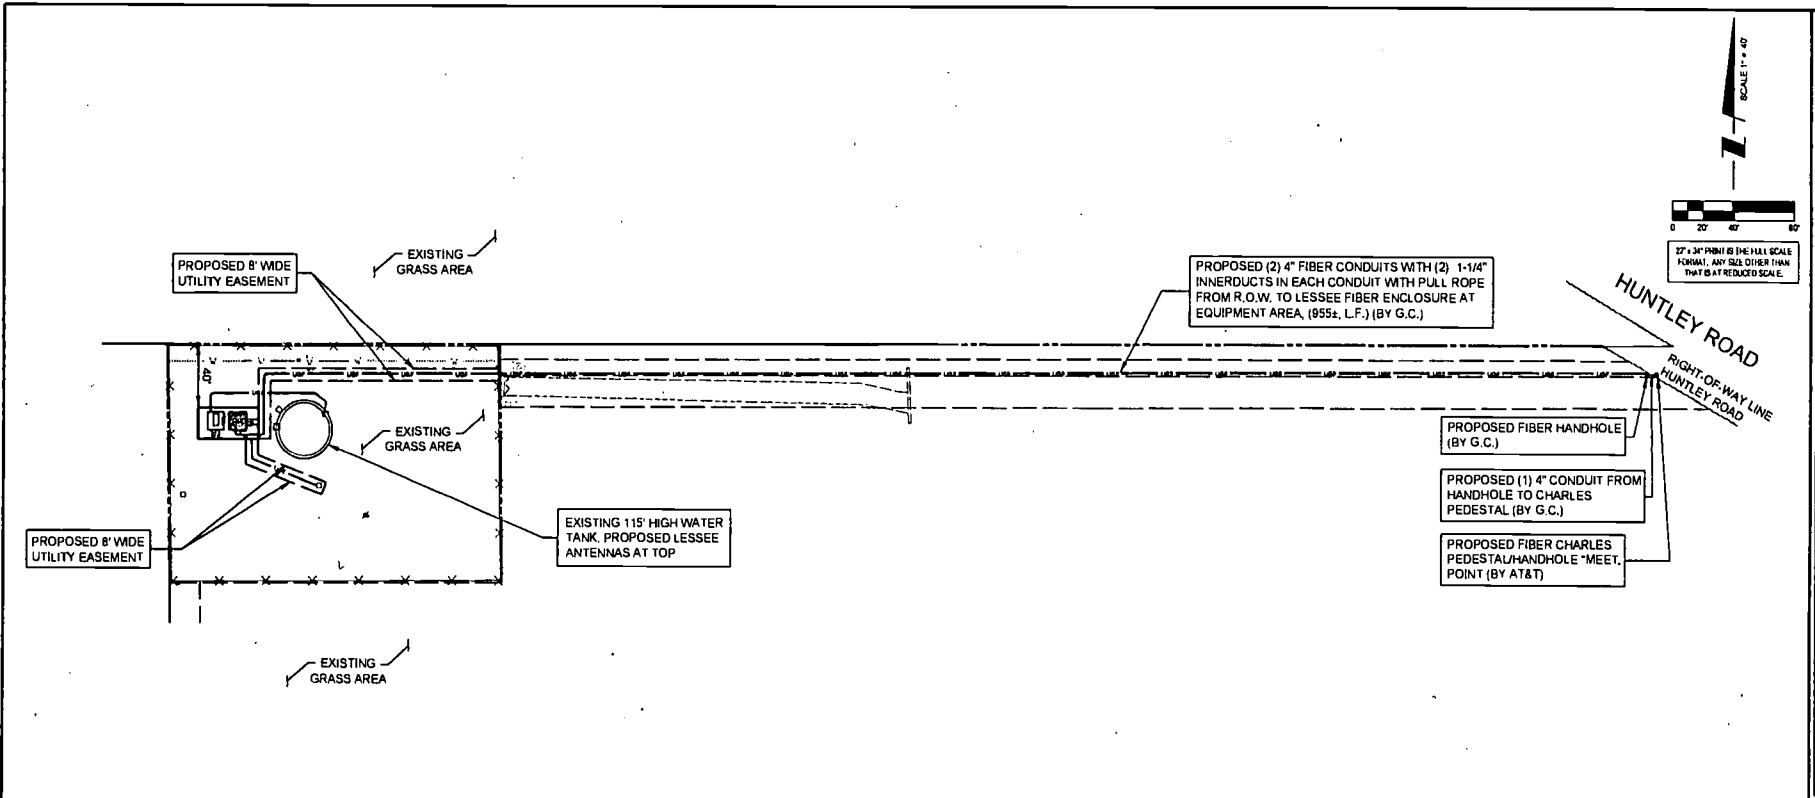 SCALE 1" = 40'
N
0 20' 40' 80'
22" x 34" PRINT IS THE FULL SCALE
FORMAT. ANY SIZE OTHER THAN
THAT IS AT REDUCED SCALE.
HUNTLEY ROAD
RIGHT-OF-WAY LINE
HUNTLEY ROAD
EXISTING
GRASS AREA
PROPOSED 8' WIDE
UTILITY EASEMENT
PROPOSED (2) 4" FIBER CONDUITS WITH (2) 1-1/4"
INNERDUCTS IN EACH CONDUIT WITH PULL ROPE
FROM R.O.W. TO LESSEE FIBER ENCLOSURE AT
EQUIPMENT AREA, (955±, L.F.) (BY G.C.)
40'
EXISTING
GRASS AREA
PROPOSED FIBER HANDHOLE
(BY G.C.)
PROPOSED (1) 4" CONDUIT FROM
HANDHOLE TO CHARLES
PEDESTAL (BY G.C.)
PROPOSED 8' WIDE
UTILITY EASEMENT
EXISTING 115' HIGH WATER
TANK. PROPOSED LESSEE
ANTENNAS AT TOP
PROPOSED FIBER CHARLES
PEDESTAL/HANDHOLE "MEET.
POINT (BY AT&T)
EXISTING
GRASS AREA